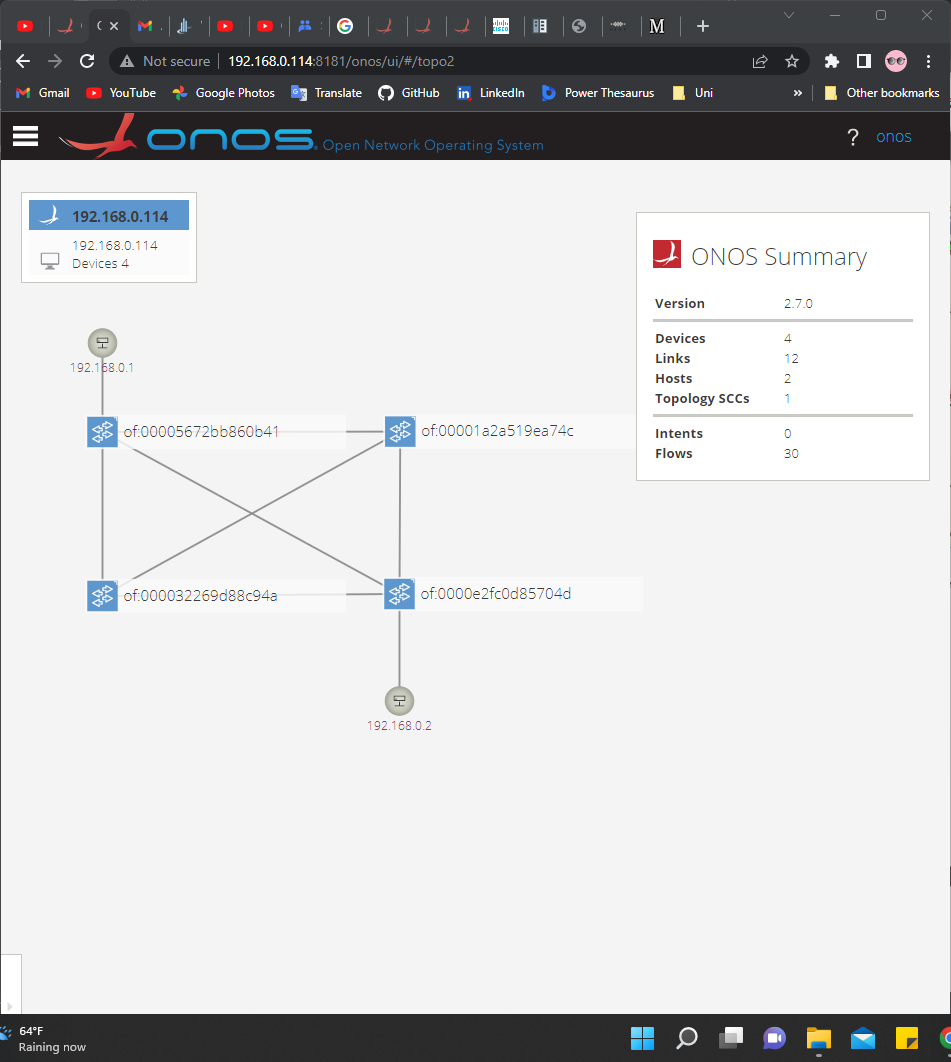 Not secure
192.168.0.114:8181/onos/ui/#/topo2
Gmail
YouTube
Google Photos
Translate
GitHub
LinkedIn
Power Thesaurus
Uni
»
Other bookmarks
onos
Open Network Operating System
?
onos
192.168.0.114
192.168.0.114
Devices 4
ONOS Summary
Version 2.7.0
Devices 4
Links 12
Hosts 2
Topology SCCs 1
Intents 0
Flows 30
192.168.0.1
of:00005672bb860b41
of:00001a2a519ea74c
of:000032269d88c94a
of:0000e2fc0d85704d
192.168.0.2
64°F
Raining now